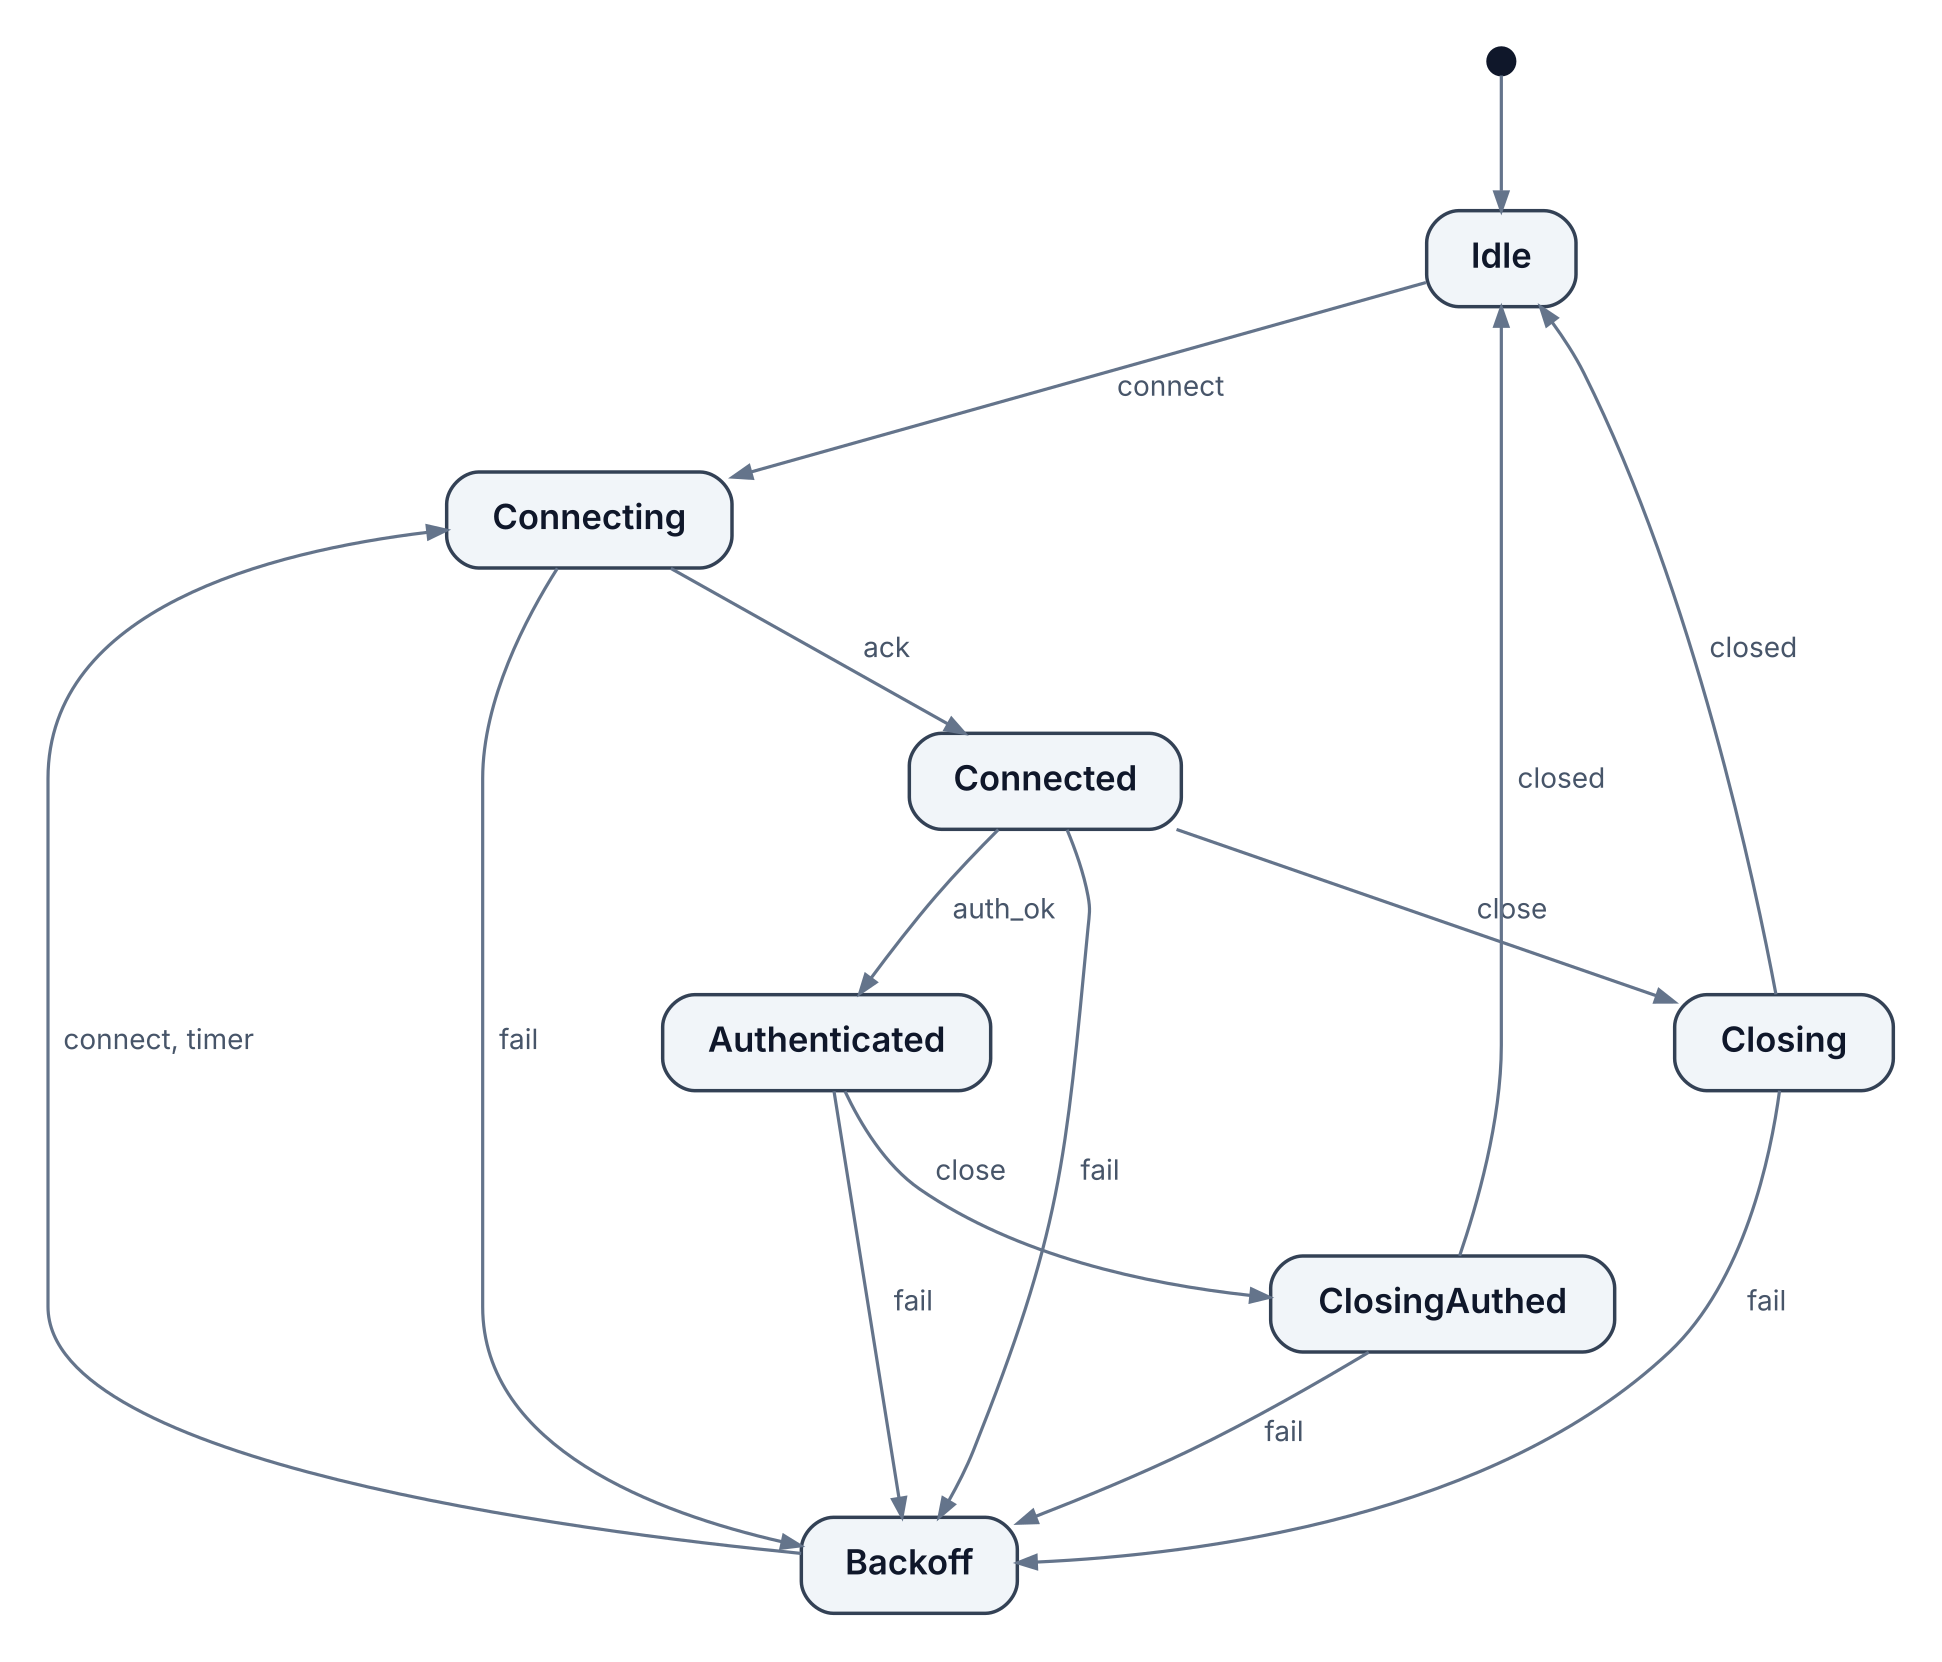 Idle
connect
Connecting
ack
closed
Connected
closed
auth_ok
close
Authenticated
Closing
connect, timer
fail
close
fail
ClosingAuthed
fail
fail
fail
Backoff